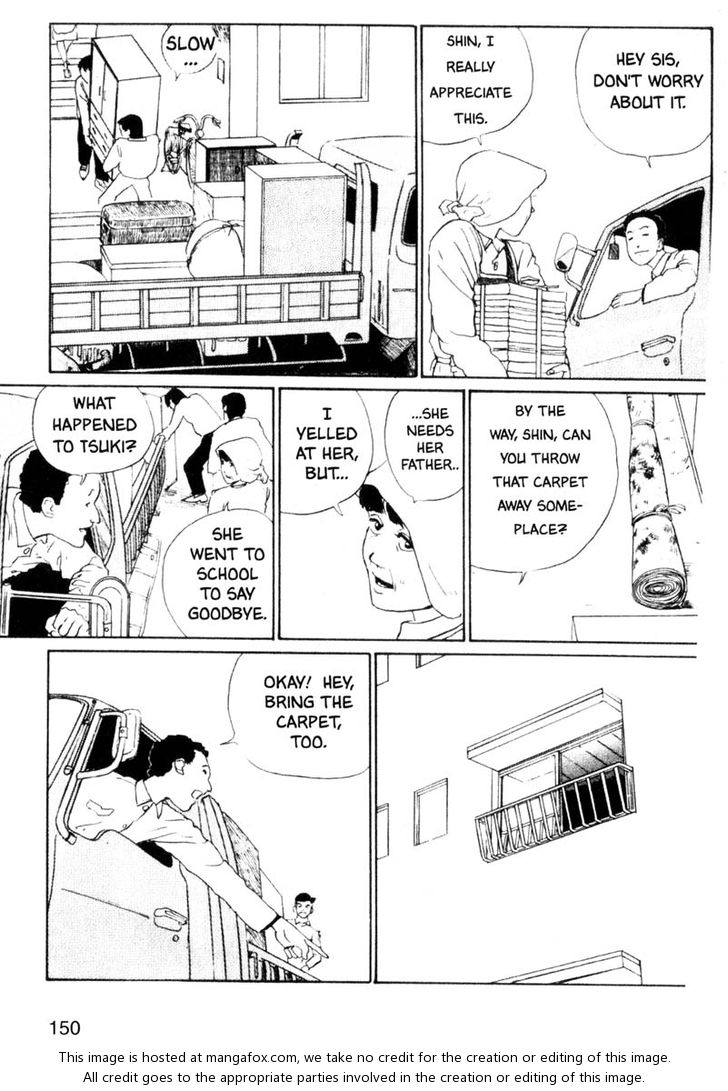 SLOW
...
SHIN, I
REALLY
APPRECIATE
THIS.
HEY SIS,
DON'T WORRY
ABOUT IT.
WHAT
HAPPENED
TO TSUKI?
SHE
WENT TO
SCHOOL
TO SAY
GOODBYE.
I
YELLED
AT HER,
BUT...
...SHE
NEEDS
HER
FATHER..
BY THE
WAY, SHIN, CAN
YOU THROW
THAT CARPET
AWAY SOME-
PLACE?
OKAY! HEY,
BRING THE
CARPET,
TOO.
150
This image is hosted at mangafox.com, we take no credit for the creation or editing of this image.
All credit goes to the appropriate parties involved in the creation or editing of this image.